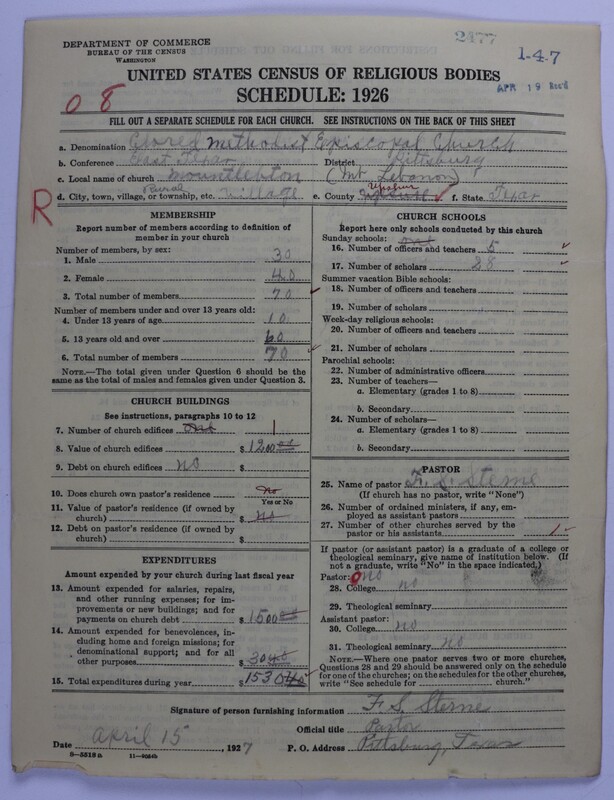 DEPARTMENT OF COMMERCE
BUREAU OF THE CENSUS
WASHINGTON
2477
1-4-7
APR 19 Rec'd
UNITED STATES CENSUS OF RELIGIOUS BODIES
SCHEDULE: 1926
08
FILL OUT A SEPARATE SCHEDULE FOR EACH CHURCH. SEE INSTRUCTIONS ON THE BACK OF THIS SHEET
a. Denomination Colored Methodist Episcopal Church
b. Conference East Texas District Pittsburg
c. Local name of church Mountlebton (Mt Lebanon)
d. City, town, village, or township, etc. Rural Village e. County Upshur f. State Texas
R
MEMBERSHIP
Report number of members according to definition of
member in your church
Number of members, by sex:
1. Male 30
2. Female 40
3. Total number of members 70
Number of members under and over 13 years old:
4. Under 13 years of age 10
5. 13 years old and over 60
6. Total number of members 70
NOTE.—The total given under Question 6 should be
the same as the total of males and females given under Question 3.
CHURCH BUILDINGS
See instructions, paragraphs 10 to 12
7. Number of church edifices one 1
8. Value of church edifices $1200 00
9. Debt on church edifices no $
10. Does church own pastor's residence no
Yes or No
11. Value of pastor's residence (if owned by
church) $ no
12. Debt on pastor's residence (if owned by
church) $
EXPENDITURES
Amount expended by your church during last fiscal year
13. Amount expended for salaries, repairs,
and other running expenses; for im-
provements or new buildings; and for
payments on church debt $1500 00
14. Amount expended for benevolences, in-
cluding home and foreign missions; for
denominational support; and for all
other purposes $30 00
15. Total expenditures during year $1530 00
CHURCH SCHOOLS
Report here only schools conducted by this church
Sunday schools: one
16. Number of officers and teachers 5
17. Number of scholars 28
Summer vacation Bible schools:
18. Number of officers and teachers
19. Number of scholars
Week-day religious schools:
20. Number of officers and teachers
21. Number of scholars
Parochial schools:
22. Number of administrative officers
23. Number of teachers—
a. Elementary (grades 1 to 8)
b. Secondary
24. Number of scholars—
a. Elementary (grades 1 to 8)
b. Secondary
PASTOR
25. Name of pastor F. S. Sterne
(If church has no pastor, write "None")
26. Number of ordained ministers, if any, em-
ployed as assistant pastors
27. Number of other churches served by the
pastor or his assistants 1
If pastor (or assistant pastor) is a graduate of a college or
theological seminary, give name of institution below. (If
not a graduate, write "No" in the space indicated.)
Pastor: no
28. College no
29. Theological seminary
Assistant pastor:
30. College no
31. Theological seminary no
NOTE.—Where one pastor serves two or more churches,
Questions 28 and 29 should be answered only on the schedule
for one of the churches; on the schedules for the other churches,
write "See schedule for church."
Signature of person furnishing information F. S. Sterne
Official title Pastor
Date April 15, 1927 P. O. Address Pittsburg, Texas
8—5519 a